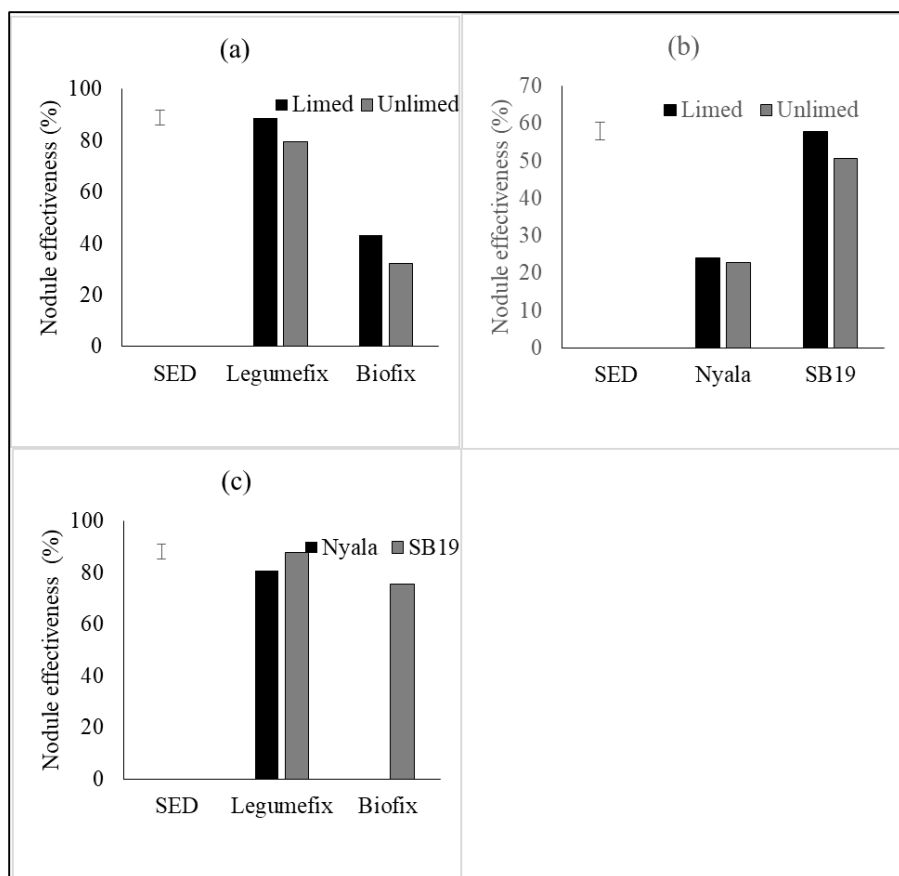 (a)
Nodule effectiveness (%)
100
80
60
40
20
0
Limed Unlimed
SED Legumefix Biofix
(b)
Nodule effectiveness (%)
70
60
50
40
30
20
10
0
Limed Unlimed
SED Nyala SB19
(c)
Nodule effectiveness (%)
100
80
60
40
20
0
Nyala SB19
SED Legumefix Biofix